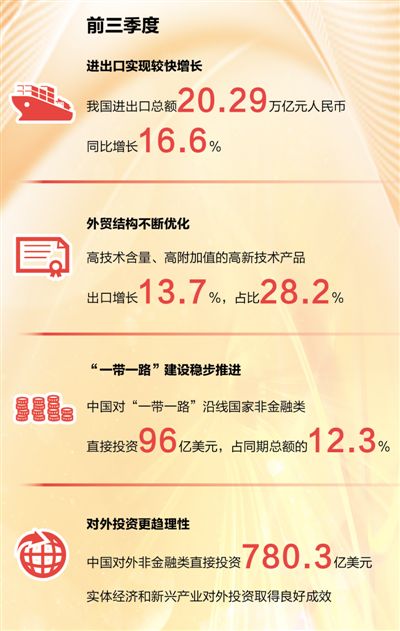 前三季度
进出口实现较快增长
我国进出口总额20.29万亿元人民币
同比增长16.6%
外贸结构不断优化
高技术含量、高附加值的高新技术产品
出口增长13.7%，占比28.2%
“一带一路”建设稳步推进
中国对“一带一路”沿线国家非金融类
直接投资96亿美元，占同期总额的12.3%
对外投资更趋理性
中国对外非金融类直接投资780.3亿美元
实体经济和新兴产业对外投资取得良好成效